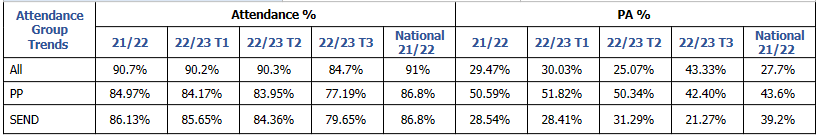 Attendance Group Trends Attendance % PA %
21/22 22/23 T1 22/23 T2 22/23 T3 National 21/22 21/22 22/23 T1 22/23 T2 22/23 T3 National 21/22
All 90.7% 90.2% 90.3% 84.7% 91% 29.47% 30.03% 25.07% 43.33% 27.7%
PP 84.97% 84.17% 83.95% 77.19% 86.8% 50.59% 51.82% 50.34% 42.40% 43.6%
SEND 86.13% 85.65% 84.36% 79.65% 86.8% 28.54% 28.41% 31.29% 21.27% 39.2%